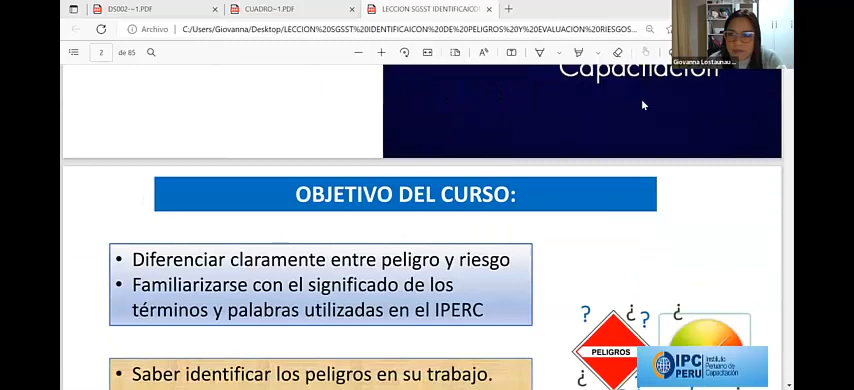 DS002-–1.PDF
CUADRO–1.PDF
LECCION SGSST IDENTIFICAICO
Archivo
C:/Users/Giovanna/Desktop/LECCION%20SGSST%20IDENTIFICAICON%20DE%20PELIGROS%20Y%20EVALUACION%20RIESGOS...
2 de 85
Giovanna Lostaunau ...
Capacitación
OBJETIVO DEL CURSO:
• Diferenciar claramente entre peligro y riesgo
• Familiarizarse con el significado de los
términos y palabras utilizadas en el IPERC
• Saber identificar los peligros en su trabajo.
? ¿ ? ¿
PELIGROS
¿
IPC PERU
Instituto
Peruano de
Capacitación